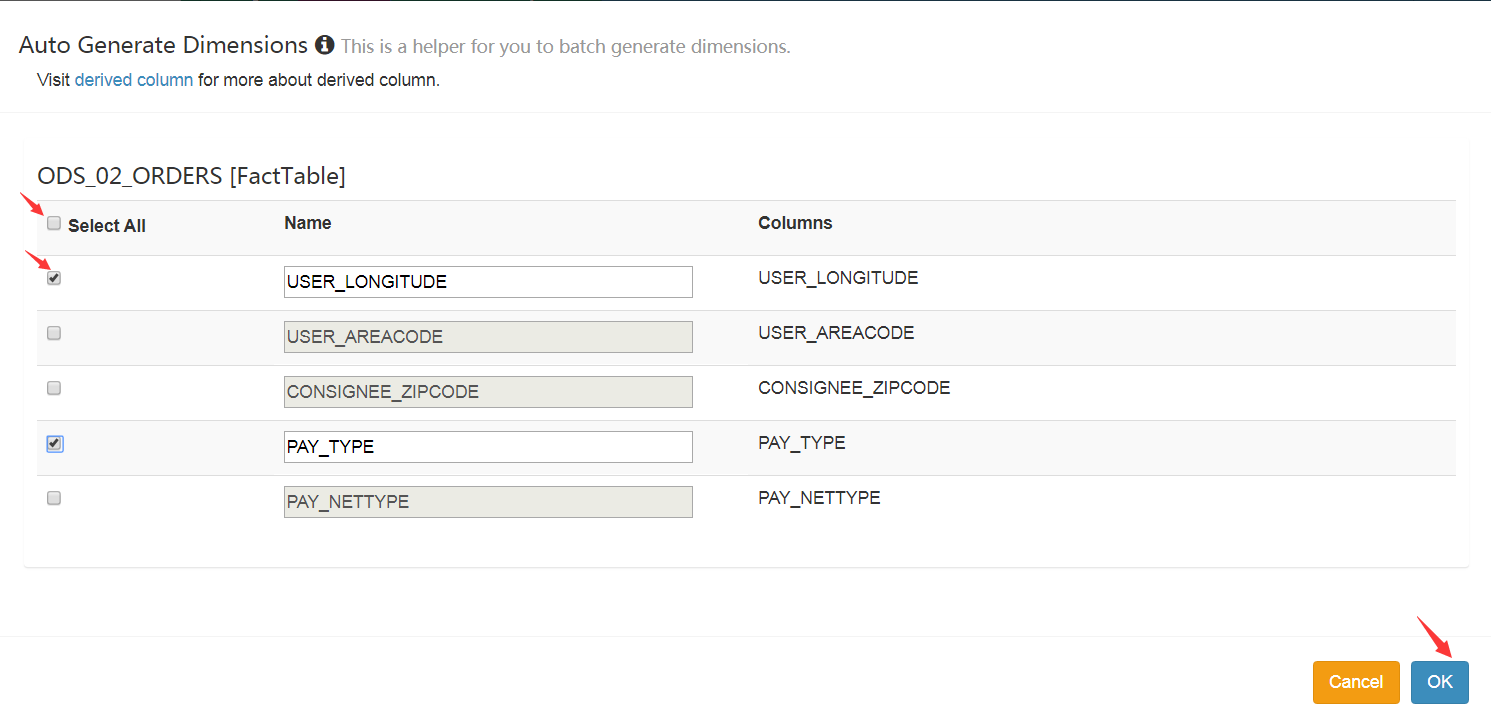 Auto Generate Dimensions This is a helper for you to batch generate dimensions.
Visit derived column for more about derived column.
ODS_02_ORDERS [FactTable]
Select All Name Columns
USER_LONGITUDE USER_LONGITUDE
USER_AREACODE USER_AREACODE
CONSIGNEE_ZIPCODE CONSIGNEE_ZIPCODE
PAY_TYPE PAY_TYPE
PAY_NETTYPE PAY_NETTYPE
Cancel OK